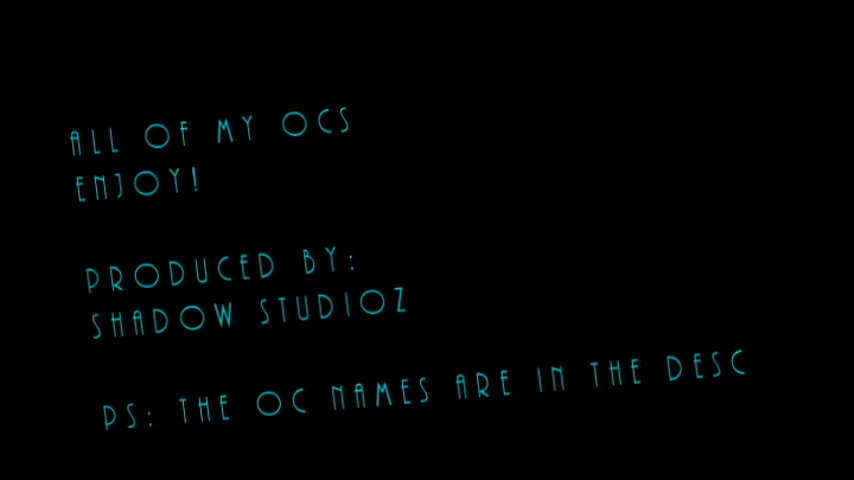 ALL OF MY OCS
ENJOY!
PRODUCED BY:
SHADOW STUDIOZ
PS: THE OC NAMES ARE IN THE DESC